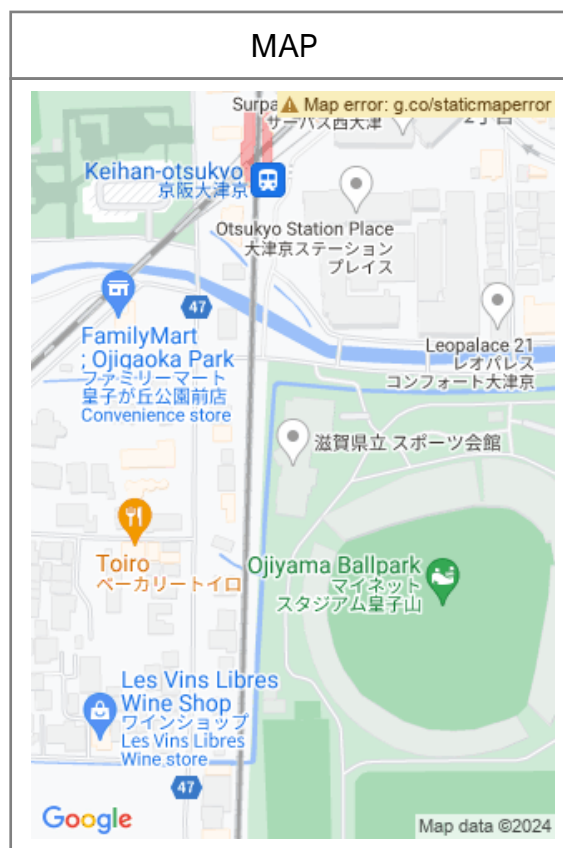 MAP
Surpa
Map error: g.co/staticmaperror
サーパス西大津
2丁目
Keihan-otsukyo
京阪大津京
Otsukyo Station Place
大津京ステーション
プレイス
47
FamilyMart
; Ojigaoka Park
ファミリーマート
皇子が丘公園前店
Convenience store
Leopalace 21
レオパレス
コンフォート大津京
滋賀県立 スポーツ会館
Toiro
ベーカリートイロ
Ojiyama Ballpark
マイネット
スタジアム皇子山
Les Vins Libres
Wine Shop
ワインショップ
Les Vins Libres
Wine store
47
Google
Map data ©2024